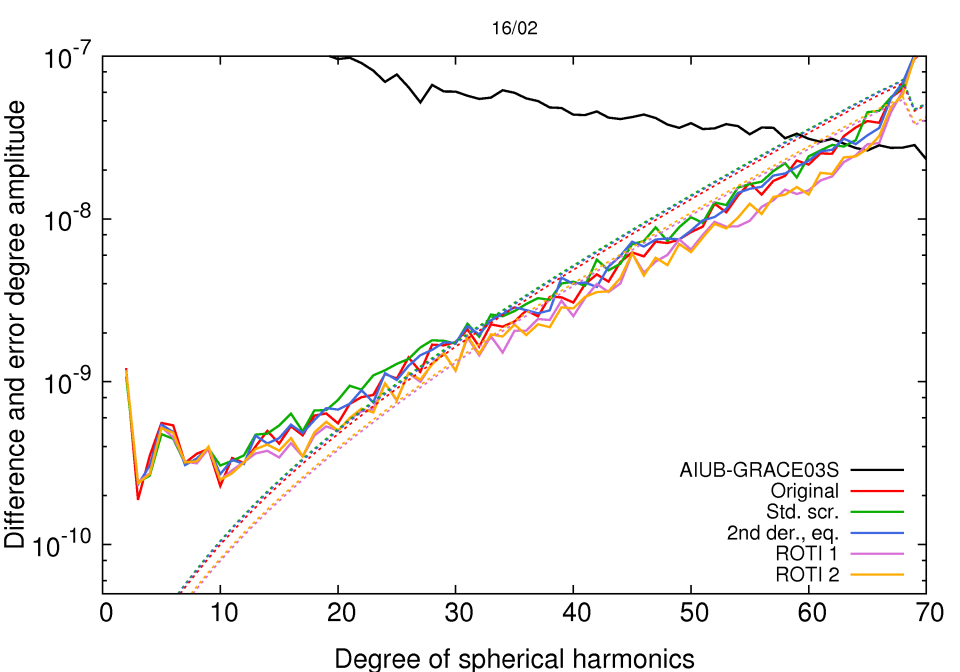 16/02
Difference and error degree amplitude
10-7
10-8
10-9
10-10
AIUB-GRACE03S
Original
Std. scr.
2nd der., eq.
ROTI 1
ROTI 2
0 10 20 30 40 50 60 70
Degree of spherical harmonics